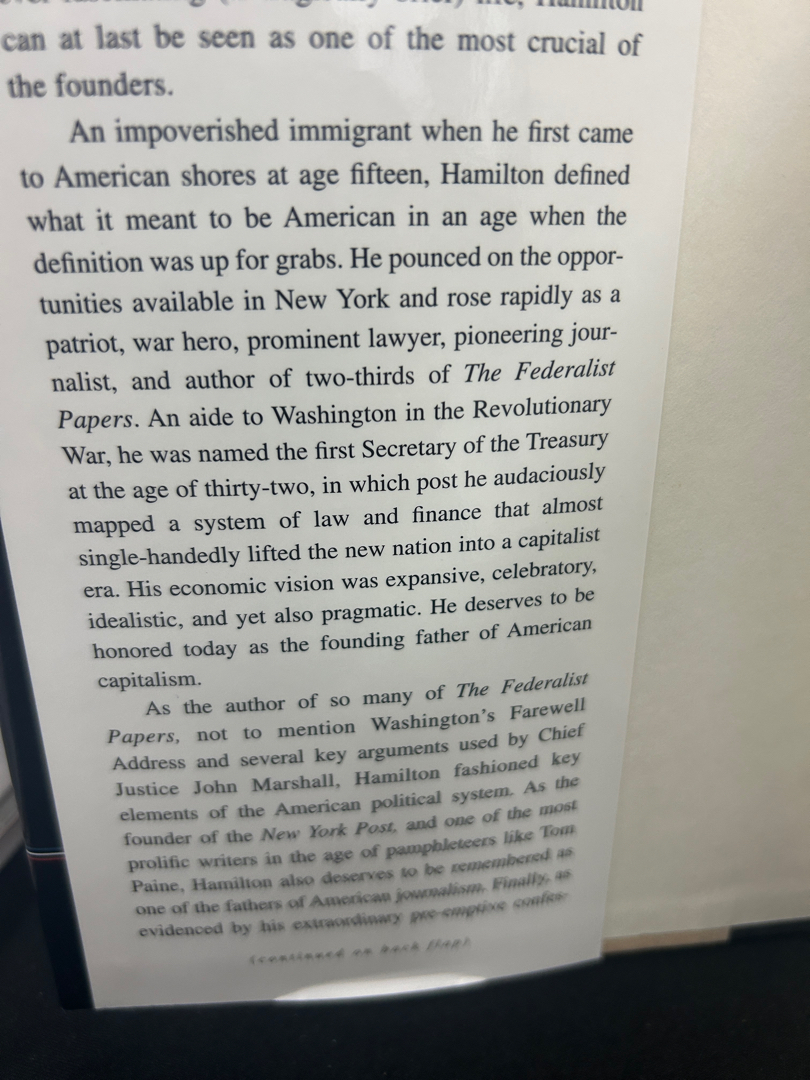 Hamilton
can at last be seen as one of the most crucial of
the founders.
An impoverished immigrant when he first came
to American shores at age fifteen, Hamilton defined
what it meant to be American in an age when the
definition was up for grabs. He pounced on the oppor-
tunities available in New York and rose rapidly as a
patriot, war hero, prominent lawyer, pioneering jour-
nalist, and author of two-thirds of The Federalist
Papers. An aide to Washington in the Revolutionary
War, he was named the first Secretary of the Treasury
at the age of thirty-two, in which post he audaciously
mapped a system of law and finance that almost
single-handedly lifted the new nation into a capitalist
era. His economic vision was expansive, celebratory,
idealistic, and yet also pragmatic. He deserves to be
honored today as the founding father of American
capitalism.
As the author of so many of The Federalist
Papers, not to mention Washington's Farewell
Address and several key arguments used by Chief
Justice John Marshall, Hamilton fashioned key
elements of the American political system. As the
founder of the New York Post, and one of the most
prolific writers in the age of pamphleteers like Tom
Paine, Hamilton also deserves to be remembered as
one of the fathers of American journalism. Finally, as
evidenced by his extraordinary pre-emptive confes-
(continued on back flap)